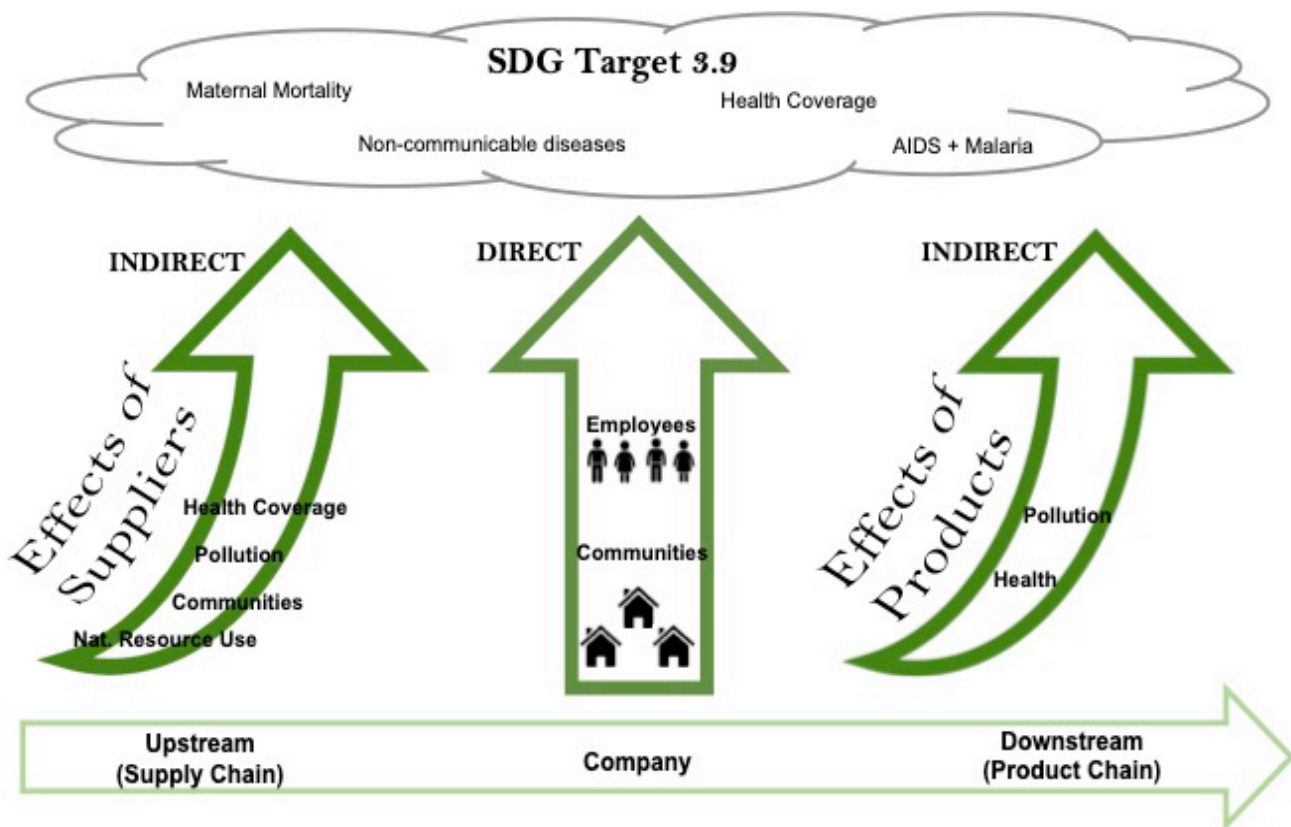 SDG Target 3.9
Maternal Mortality
Health Coverage
Non-communicable diseases
AIDS + Malaria
INDIRECT
DIRECT
INDIRECT
Effects of
Suppliers
Health Coverage
Pollution
Communities
Nat. Resource Use
Employees
Communities
Effects of
Products
Pollution
Health
Upstream
(Supply Chain)
Company
Downstream
(Product Chain)